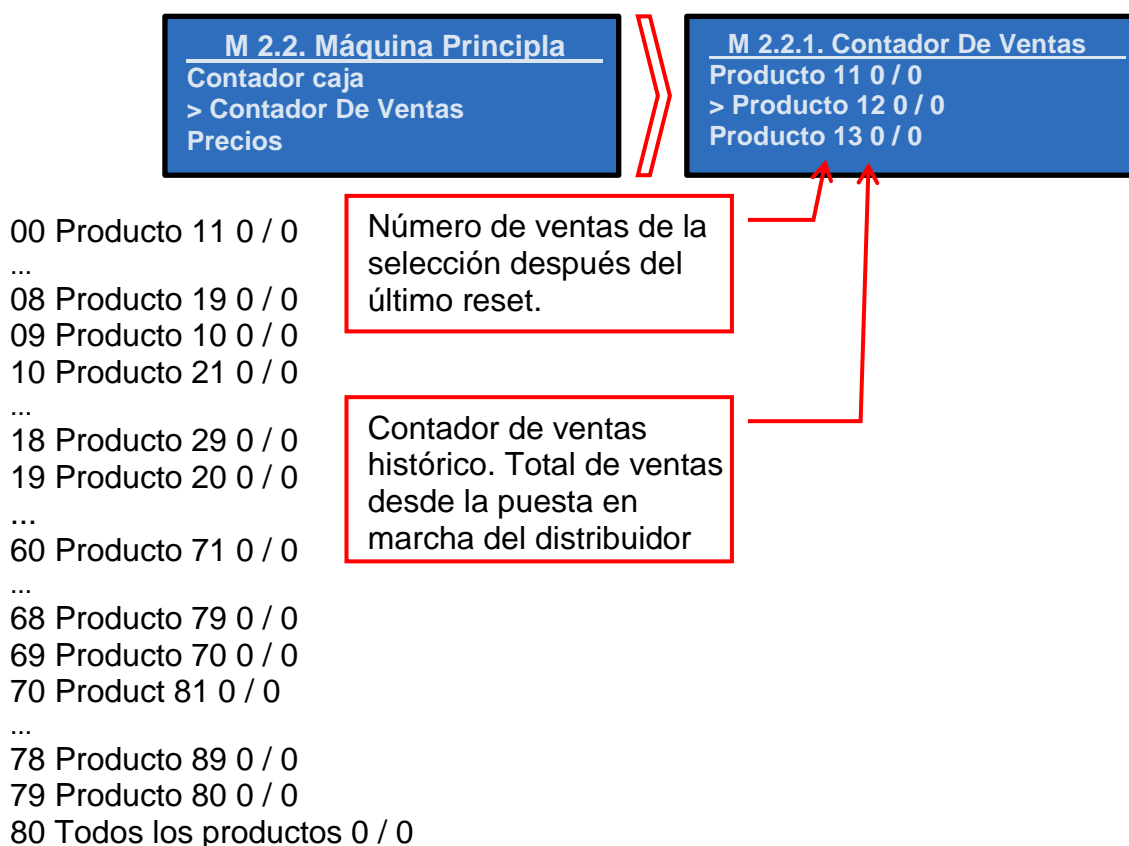 M 2.2. Máquina Principla
Contador caja
> Contador De Ventas
Precios
M 2.2.1. Contador De Ventas
Producto 11 0 / 0
> Producto 12 0 / 0
Producto 13 0 / 0
00 Producto 11 0 / 0
...
08 Producto 19 0 / 0
09 Producto 10 0 / 0
10 Producto 21 0 / 0
...
18 Producto 29 0 / 0
19 Producto 20 0 / 0
...
60 Producto 71 0 / 0
...
68 Producto 79 0 / 0
69 Producto 70 0 / 0
70 Product 81 0 / 0
...
78 Producto 89 0 / 0
79 Producto 80 0 / 0
80 Todos los productos 0 / 0
Número de ventas de la
selección después del
último reset.
Contador de ventas
histórico. Total de ventas
desde la puesta en
marcha del distribuidor